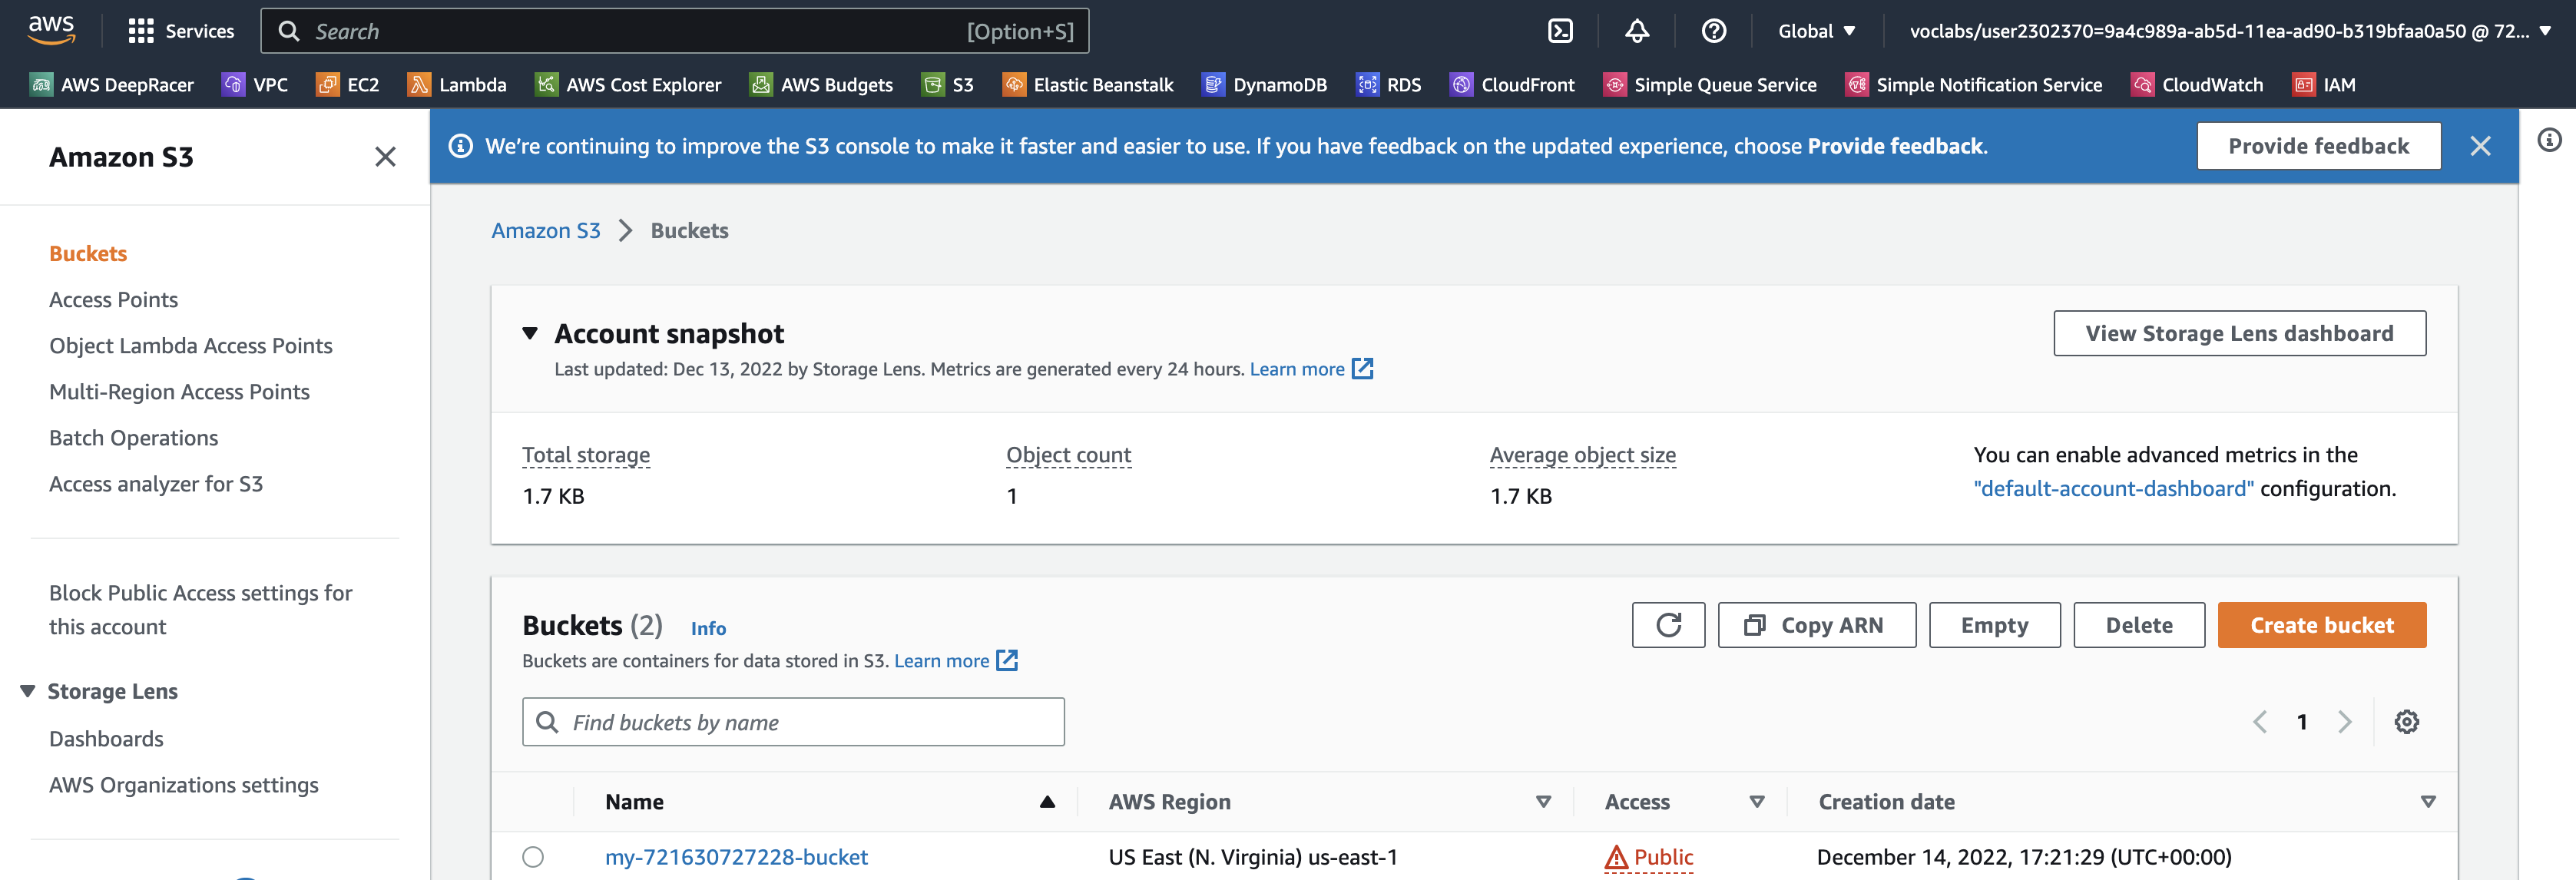 aws
Services
Search [Option+S]
Global
voclabs/user2302370=9a4c989a-ab5d-11ea-ad90-b319bfaa0a50 @ 72...
AWS DeepRacer VPC EC2 Lambda AWS Cost Explorer AWS Budgets S3 Elastic Beanstalk DynamoDB RDS CloudFront Simple Queue Service Simple Notification Service CloudWatch IAM
Amazon S3
Buckets
Access Points
Object Lambda Access Points
Multi-Region Access Points
Batch Operations
Access analyzer for S3
Block Public Access settings for
this account
Storage Lens
Dashboards
AWS Organizations settings
We're continuing to improve the S3 console to make it faster and easier to use. If you have feedback on the updated experience, choose Provide feedback.
Provide feedback
Amazon S3 Buckets
Account snapshot
View Storage Lens dashboard
Last updated: Dec 13, 2022 by Storage Lens. Metrics are generated every 24 hours. Learn more
Total storage
1.7 KB
Object count
1
Average object size
1.7 KB
You can enable advanced metrics in the
"default-account-dashboard" configuration.
Buckets (2) Info
Copy ARN Empty Delete Create bucket
Buckets are containers for data stored in S3. Learn more
Find buckets by name
1
Name AWS Region Access Creation date
my-721630727228-bucket US East (N. Virginia) us-east-1 Public December 14, 2022, 17:21:29 (UTC+00:00)